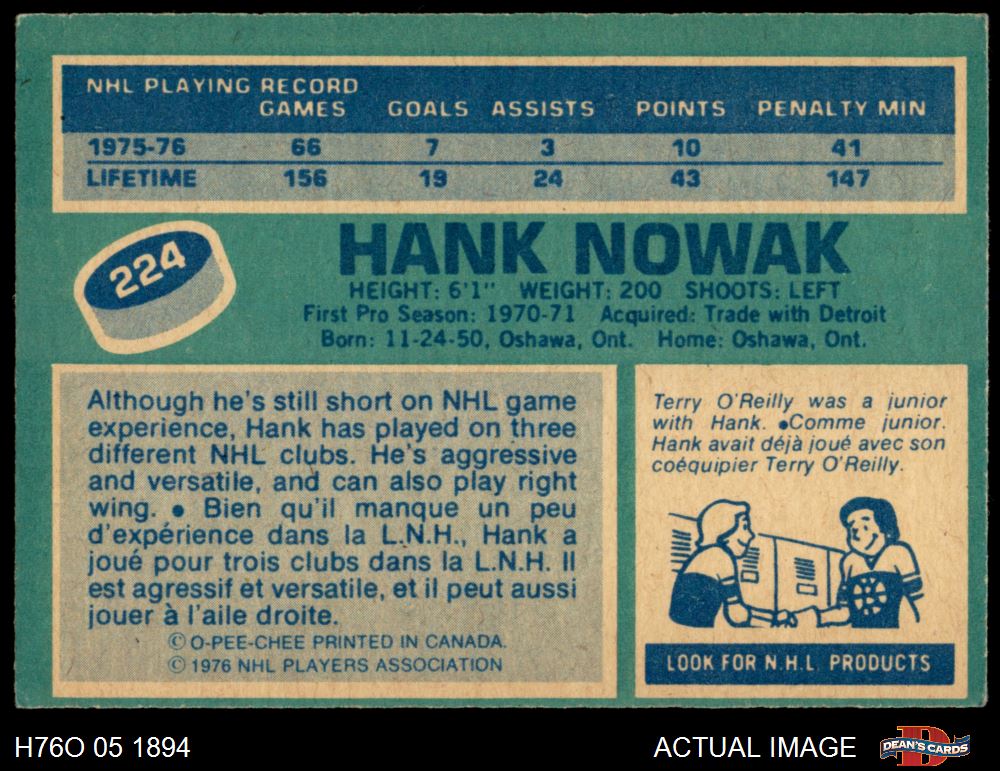 NHL PLAYING RECORD
GAMES GOALS ASSISTS POINTS PENALTY MIN
1975-76 66 7 3 10 41
LIFETIME 156 19 24 43 147
224
HANK NOWAK
HEIGHT: 6'1" WEIGHT: 200 SHOOTS: LEFT
First Pro Season: 1970-71 Acquired: Trade with Detroit
Born: 11-24-50, Oshawa, Ont. Home: Oshawa, Ont.
Although he's still short on NHL game
experience, Hank has played on three
different NHL clubs. He's aggressive
and versatile, and can also play right
wing. ● Bien qu'il manque un peu
d'expérience dans la L.N.H., Hank a
joué pour trois clubs dans la L.N.H. Il
est agressif et versatile, et il peut aussi
jouer à l'aile droite.
© O-PEE-CHEE PRINTED IN CANADA.
© 1976 NHL PLAYERS ASSOCIATION
Terry O'Reilly was a junior
with Hank. ●Comme junior.
Hank avait déjà joué avec son
coéquipier Terry O'Reilly.
LOOK FOR N.H.L PRODUCTS
H76O 05 1894
ACTUAL IMAGE
DEAN'S CARDS